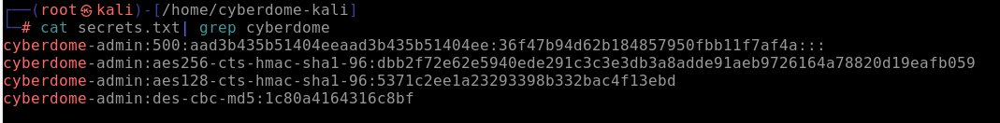 ┌──(root㉿kali)-[/home/cyberdome-kali]
└─# cat secrets.txt| grep cyberdome
cyberdome-admin:500:aad3b435b51404eeaad3b435b51404ee:36f47b94d62b184857950fbb11f7af4a:::
cyberdome-admin:aes256-cts-hmac-sha1-96:dbb2f72e62e5940ede291c3c3e3db3a8adde91aeb9726164a78820d19eafb059
cyberdome-admin:aes128-cts-hmac-sha1-96:5371c2ee1a23293398b332bac4f13ebd
cyberdome-admin:des-cbc-md5:1c80a4164316c8bf